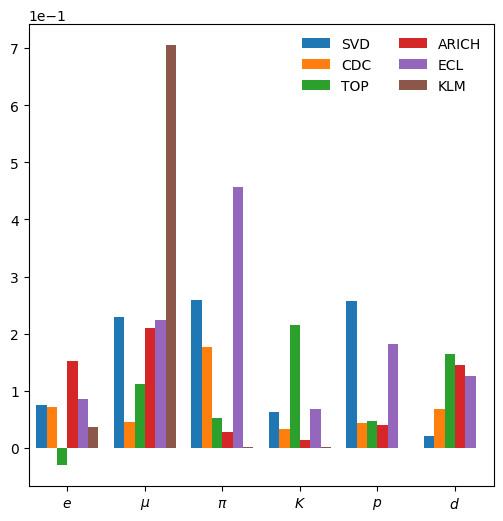 1e−1
7
6
5
4
3
2
1
0
SVD
CDC
TOP
ARICH
ECL
KLM
e μ π K p d